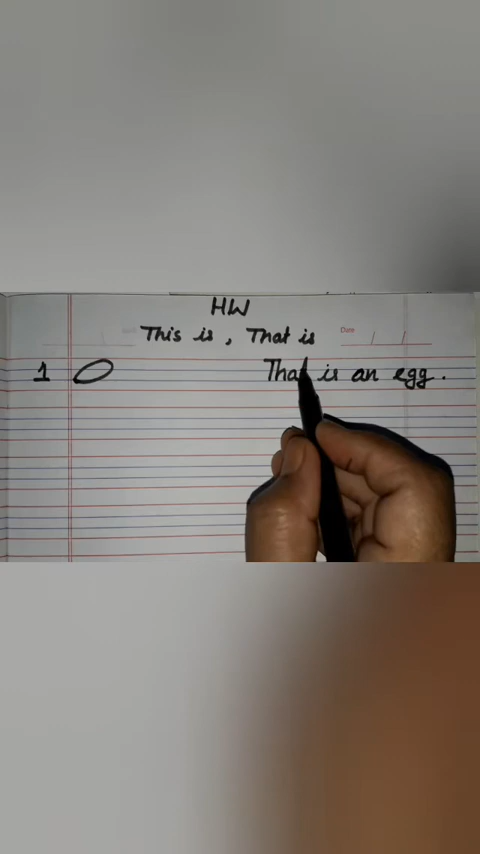 HW
This is, That is
Date / /
1 That is an egg.